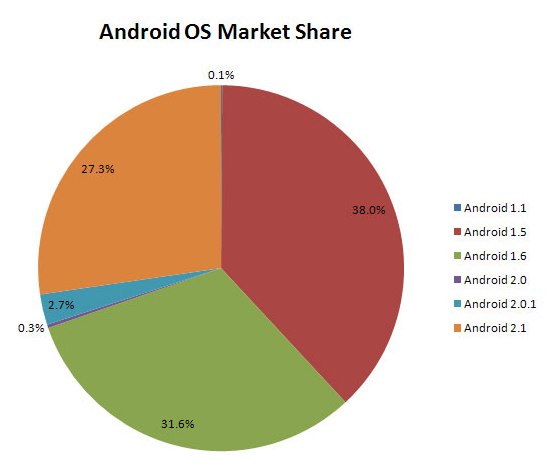 Android OS Market Share
0.1%
27.3%
38.0%
Android 1.1
Android 1.5
Android 1.6
Android 2.0
Android 2.0.1
Android 2.1
2.7%
0.3%
31.6%